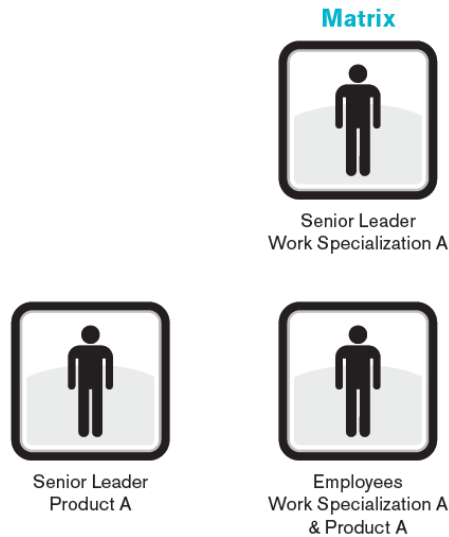 Matrix
Senior Leader
Work Specialization A
Senior Leader
Product A
Employees
Work Specialization A
& Product A